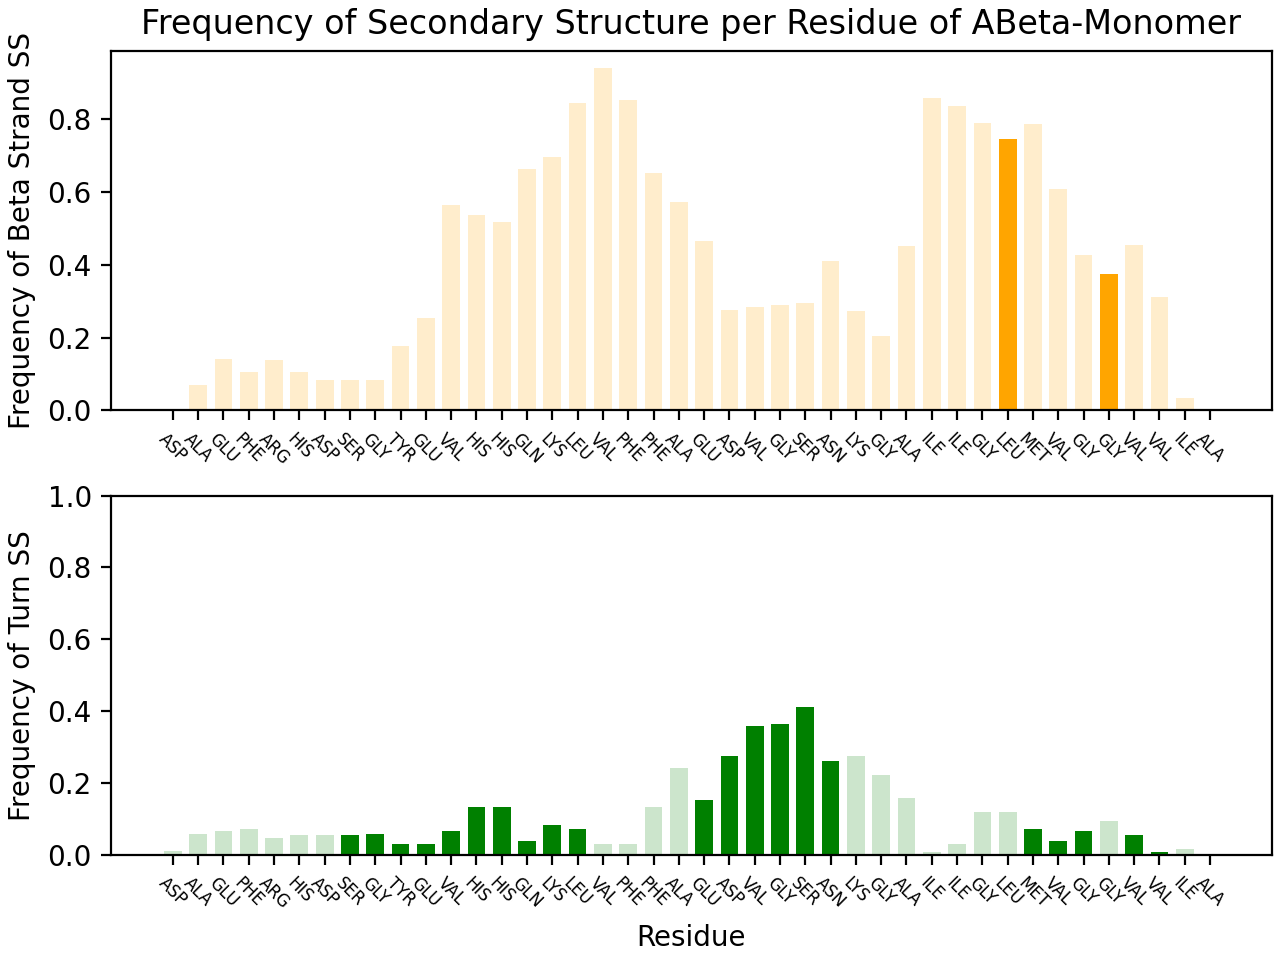 Frequency of Secondary Structure per Residue of ABeta-Monomer
Frequency of Beta Strand SS
0.8
0.6
0.4
0.2
0.0
ASP ALA GLU PHE ARG HIS ASP SER GLY TYR GLU VAL HIS HIS GLN LYS LEU VAL PHE PHE ALA GLU ASP VAL GLY SER ASN LYS GLY ALA ILE ILE GLY LEU MET VAL GLY GLY VAL VAL ILE ALA
Frequency of Turn SS
1.0
0.8
0.6
0.4
0.2
0.0
ASP ALA GLU PHE ARG HIS ASP SER GLY TYR GLU VAL HIS HIS GLN LYS LEU VAL PHE PHE ALA GLU ASP VAL GLY SER ASN LYS GLY ALA ILE ILE GLY LEU MET VAL GLY GLY VAL VAL ILE ALA
Residue